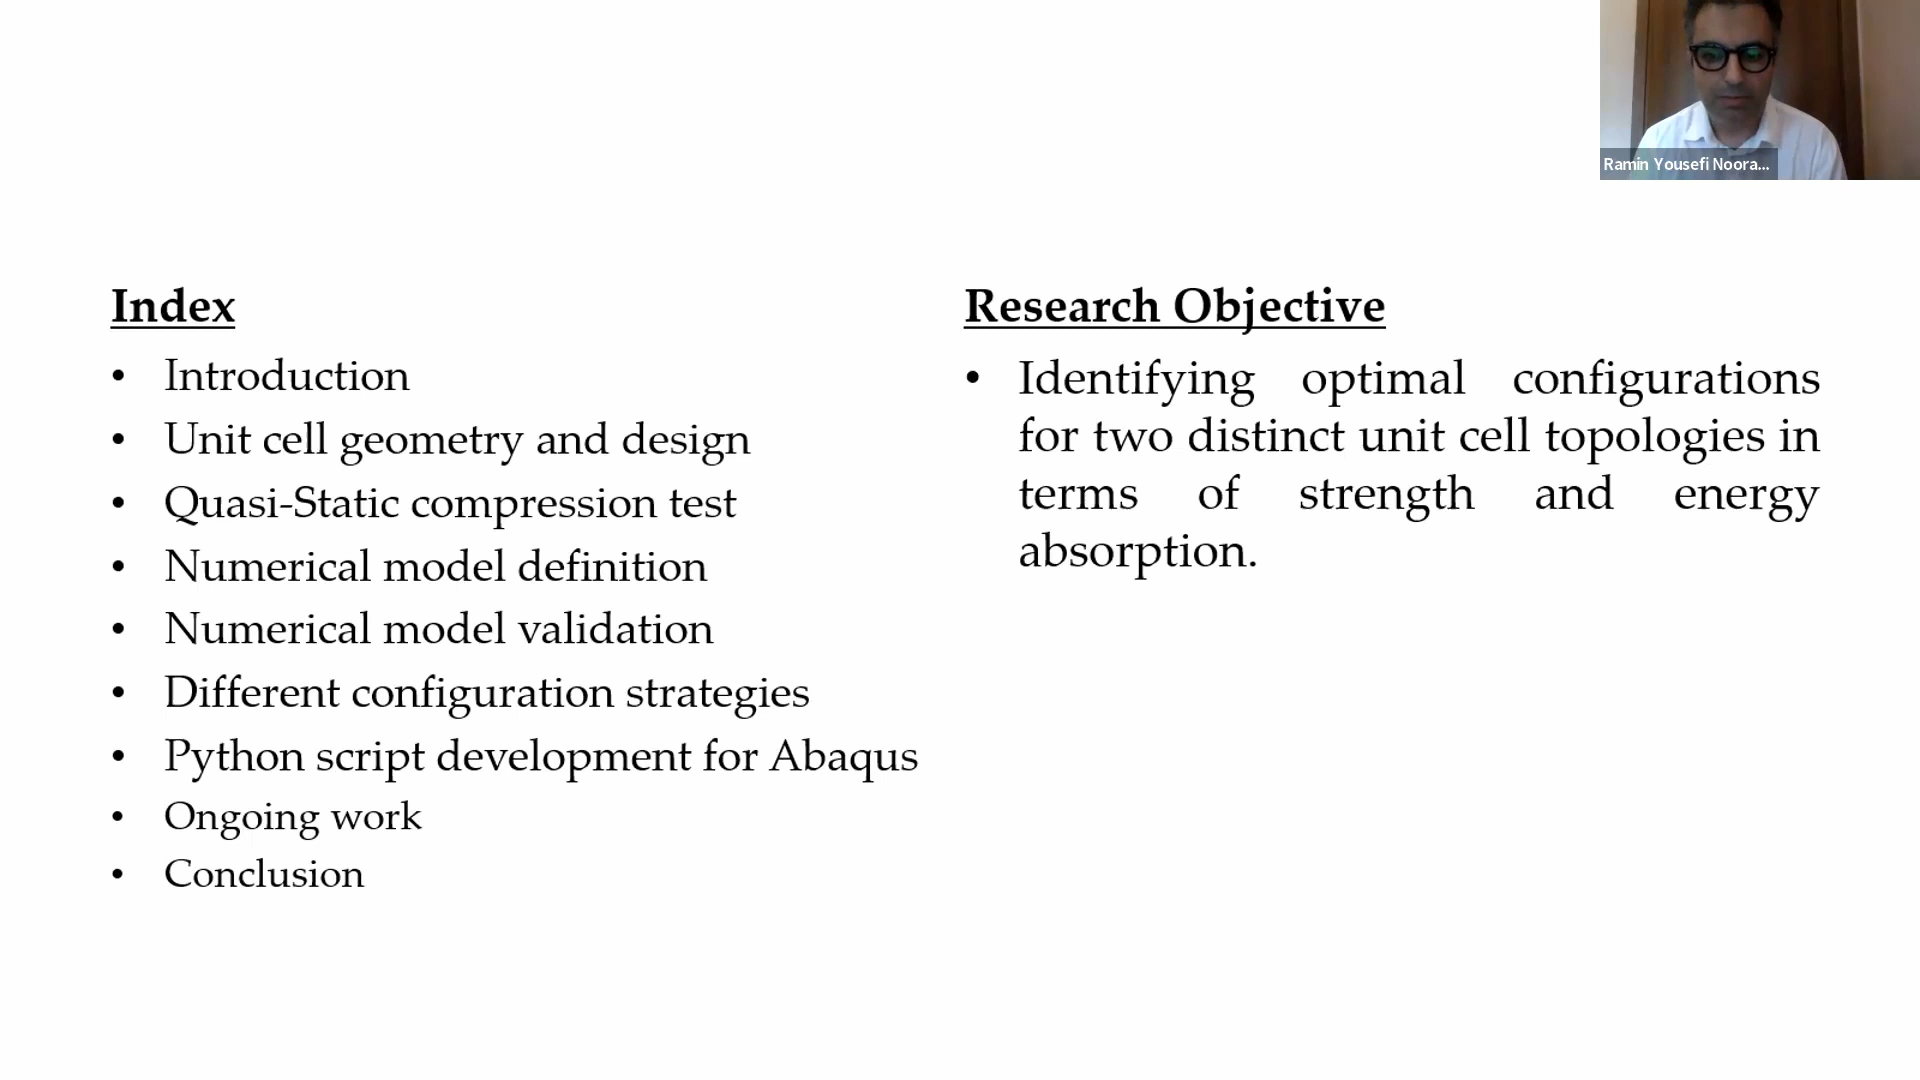 Ramin Yousefi Noora...
Index
• Introduction
• Unit cell geometry and design
• Quasi-Static compression test
• Numerical model definition
• Numerical model validation
• Different configuration strategies
• Python script development for Abaqus
• Ongoing work
• Conclusion
Research Objective
• Identifying optimal configurations
for two distinct unit cell topologies in
terms of strength and energy
absorption.